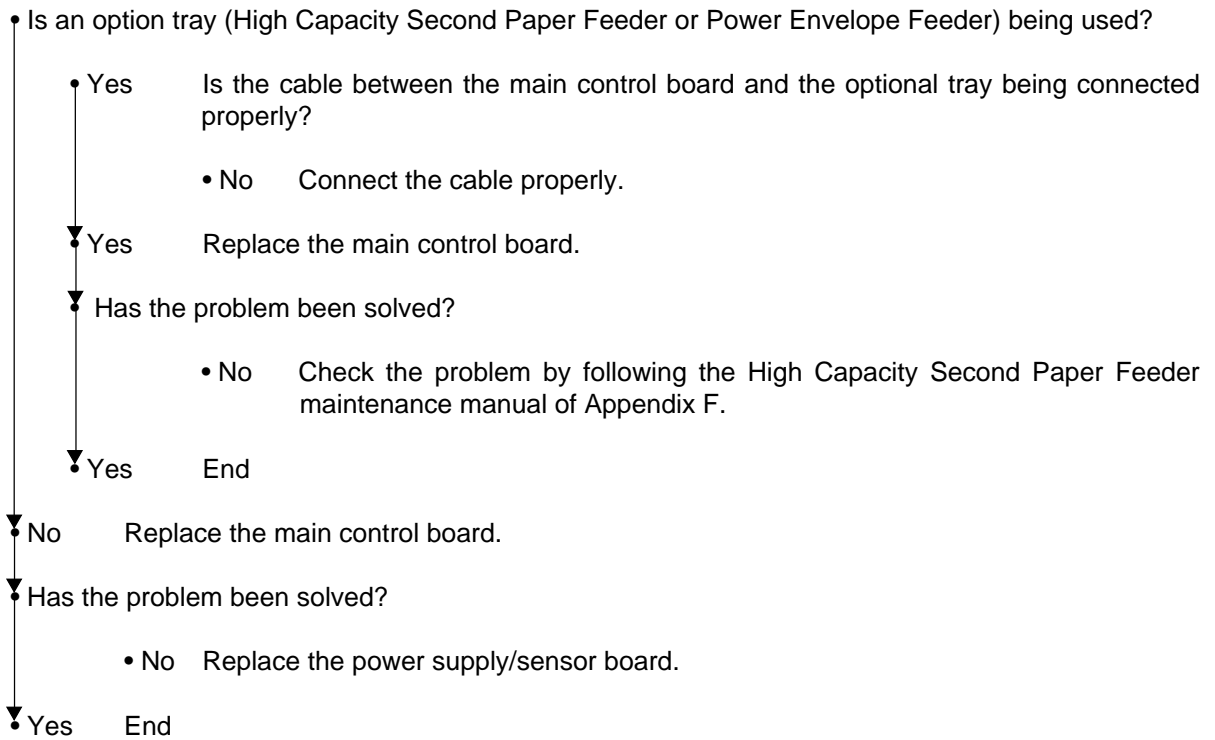 • Is an option tray (High Capacity Second Paper Feeder or Power Envelope Feeder) being used?
• Yes Is the cable between the main control board and the optional tray being connected
properly?
• No Connect the cable properly.
• Yes Replace the main control board.
• Has the problem been solved?
• No Check the problem by following the High Capacity Second Paper Feeder
maintenance manual of Appendix F.
• Yes End
• No Replace the main control board.
• Has the problem been solved?
• No Replace the power supply/sensor board.
• Yes End